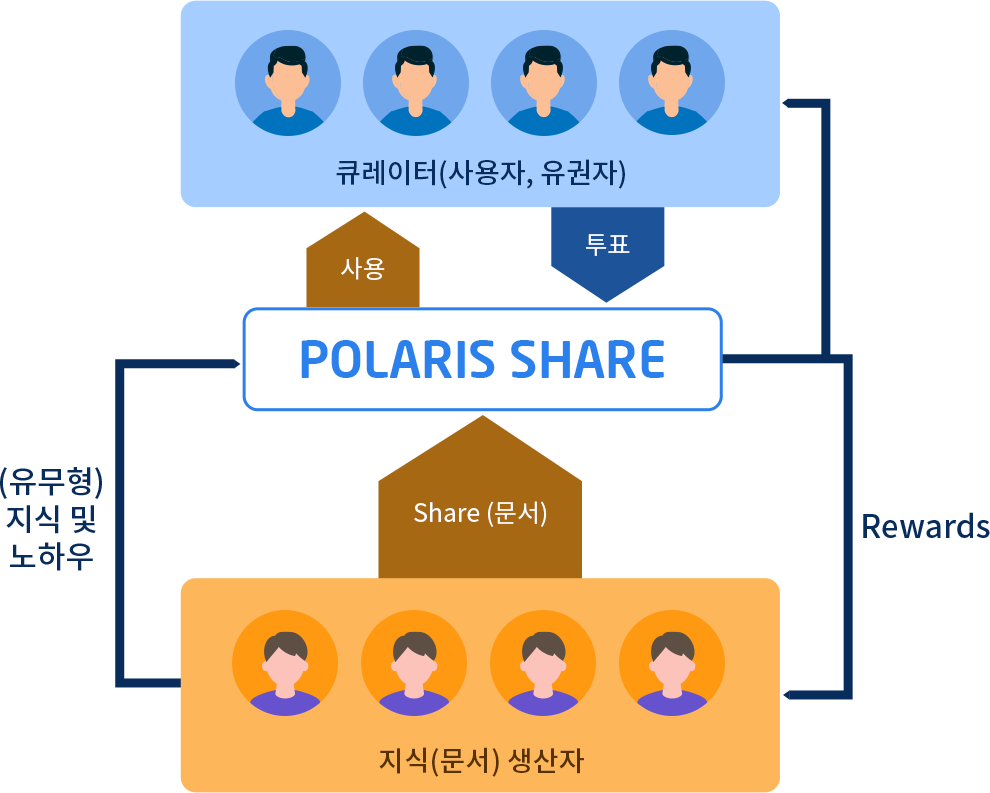 큐레이터(사용자, 유권자)
사용
투표
POLARIS SHARE
(유무형)
지식 및
노하우
Share (문서)
Rewards
지식(문서) 생산자